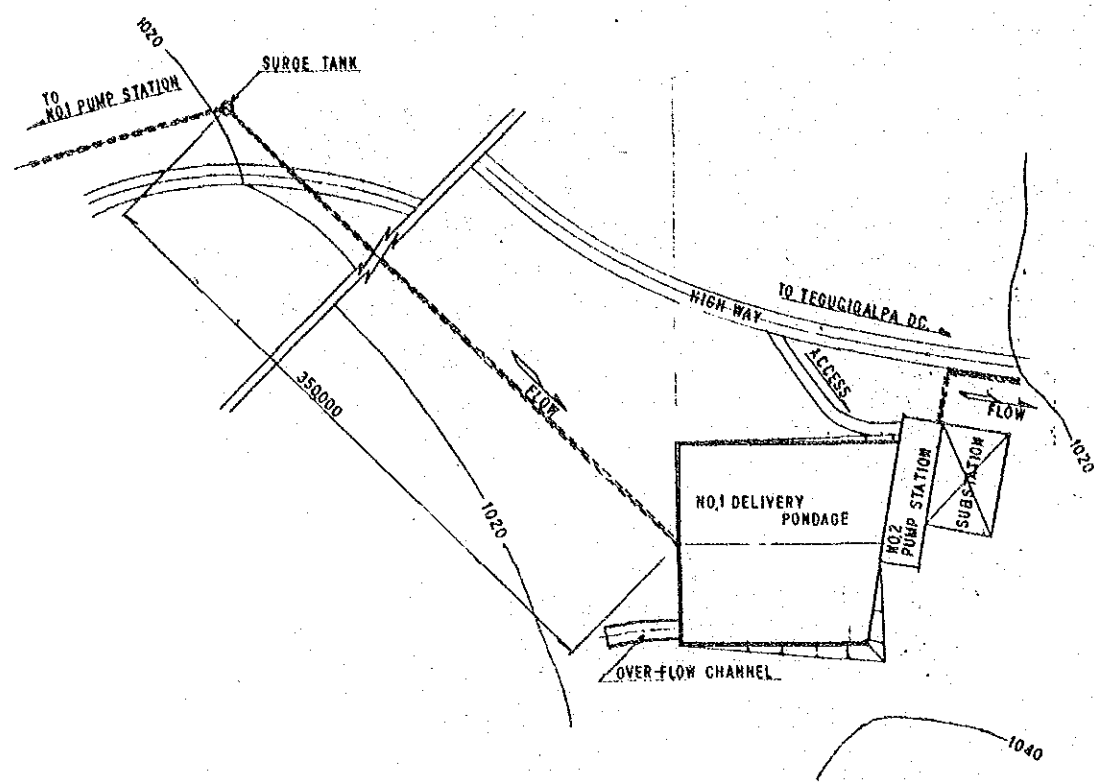 1020
SURGE TANK
TO
NO.1 PUMP STATION
HIGH WAY
TO TEGUGIGALPA DC.
ACCESS
FLOW
FLOW
350000
1020
1020
NO.1 DELIVERY
PONDAGE
NO.2
PUMP STATION
SUBSTATION
OVER-FLOW CHANNEL
1040